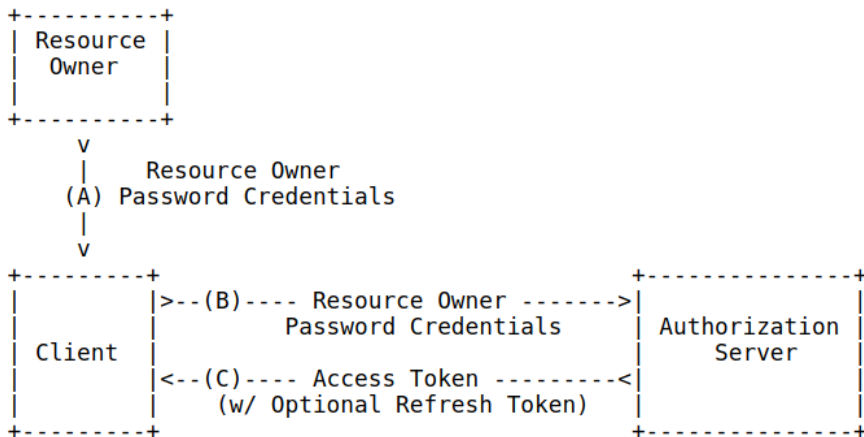 +----------+
| Resource |
|  Owner   |
|          |
+----------+
     v
     |    Resource Owner
    (A) Password Credentials
     |
     v
+---------+                                  +---------------+
|         |>--(B)---- Resource Owner ------->|               |
|         |         Password Credentials     | Authorization |
| Client  |                                  |     Server    |
|         |<--(C)---- Access Token ---------<|               |
|         |    (w/ Optional Refresh Token)   |               |
+---------+                                  +---------------+